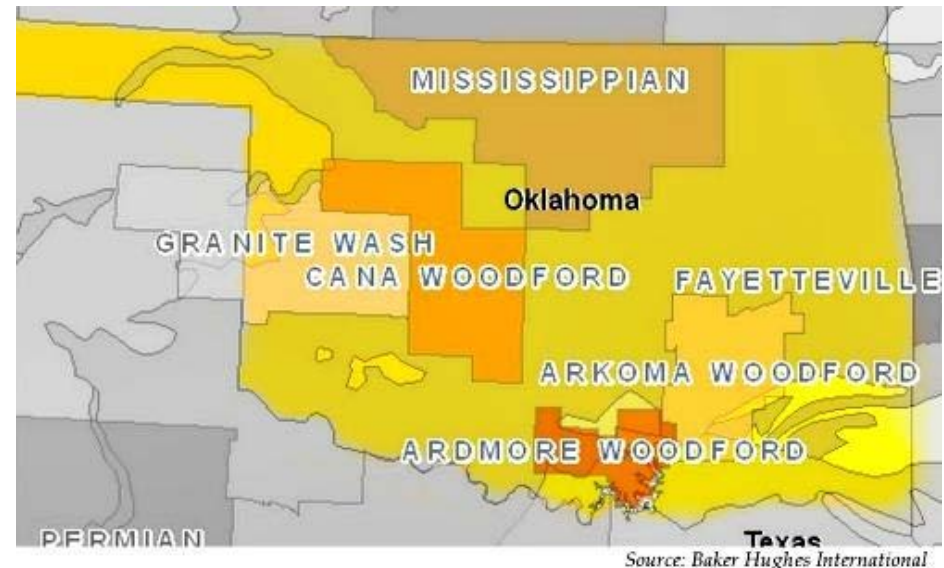 MISSISSIPPIAN
Oklahoma
GRANITE WASH
CANA WOODFORD
FAYETTEVILLE
ARKOMA WOODFORD
ARDMORE WOODFORD
PERMIAN
Texas
Source: Baker Hughes International